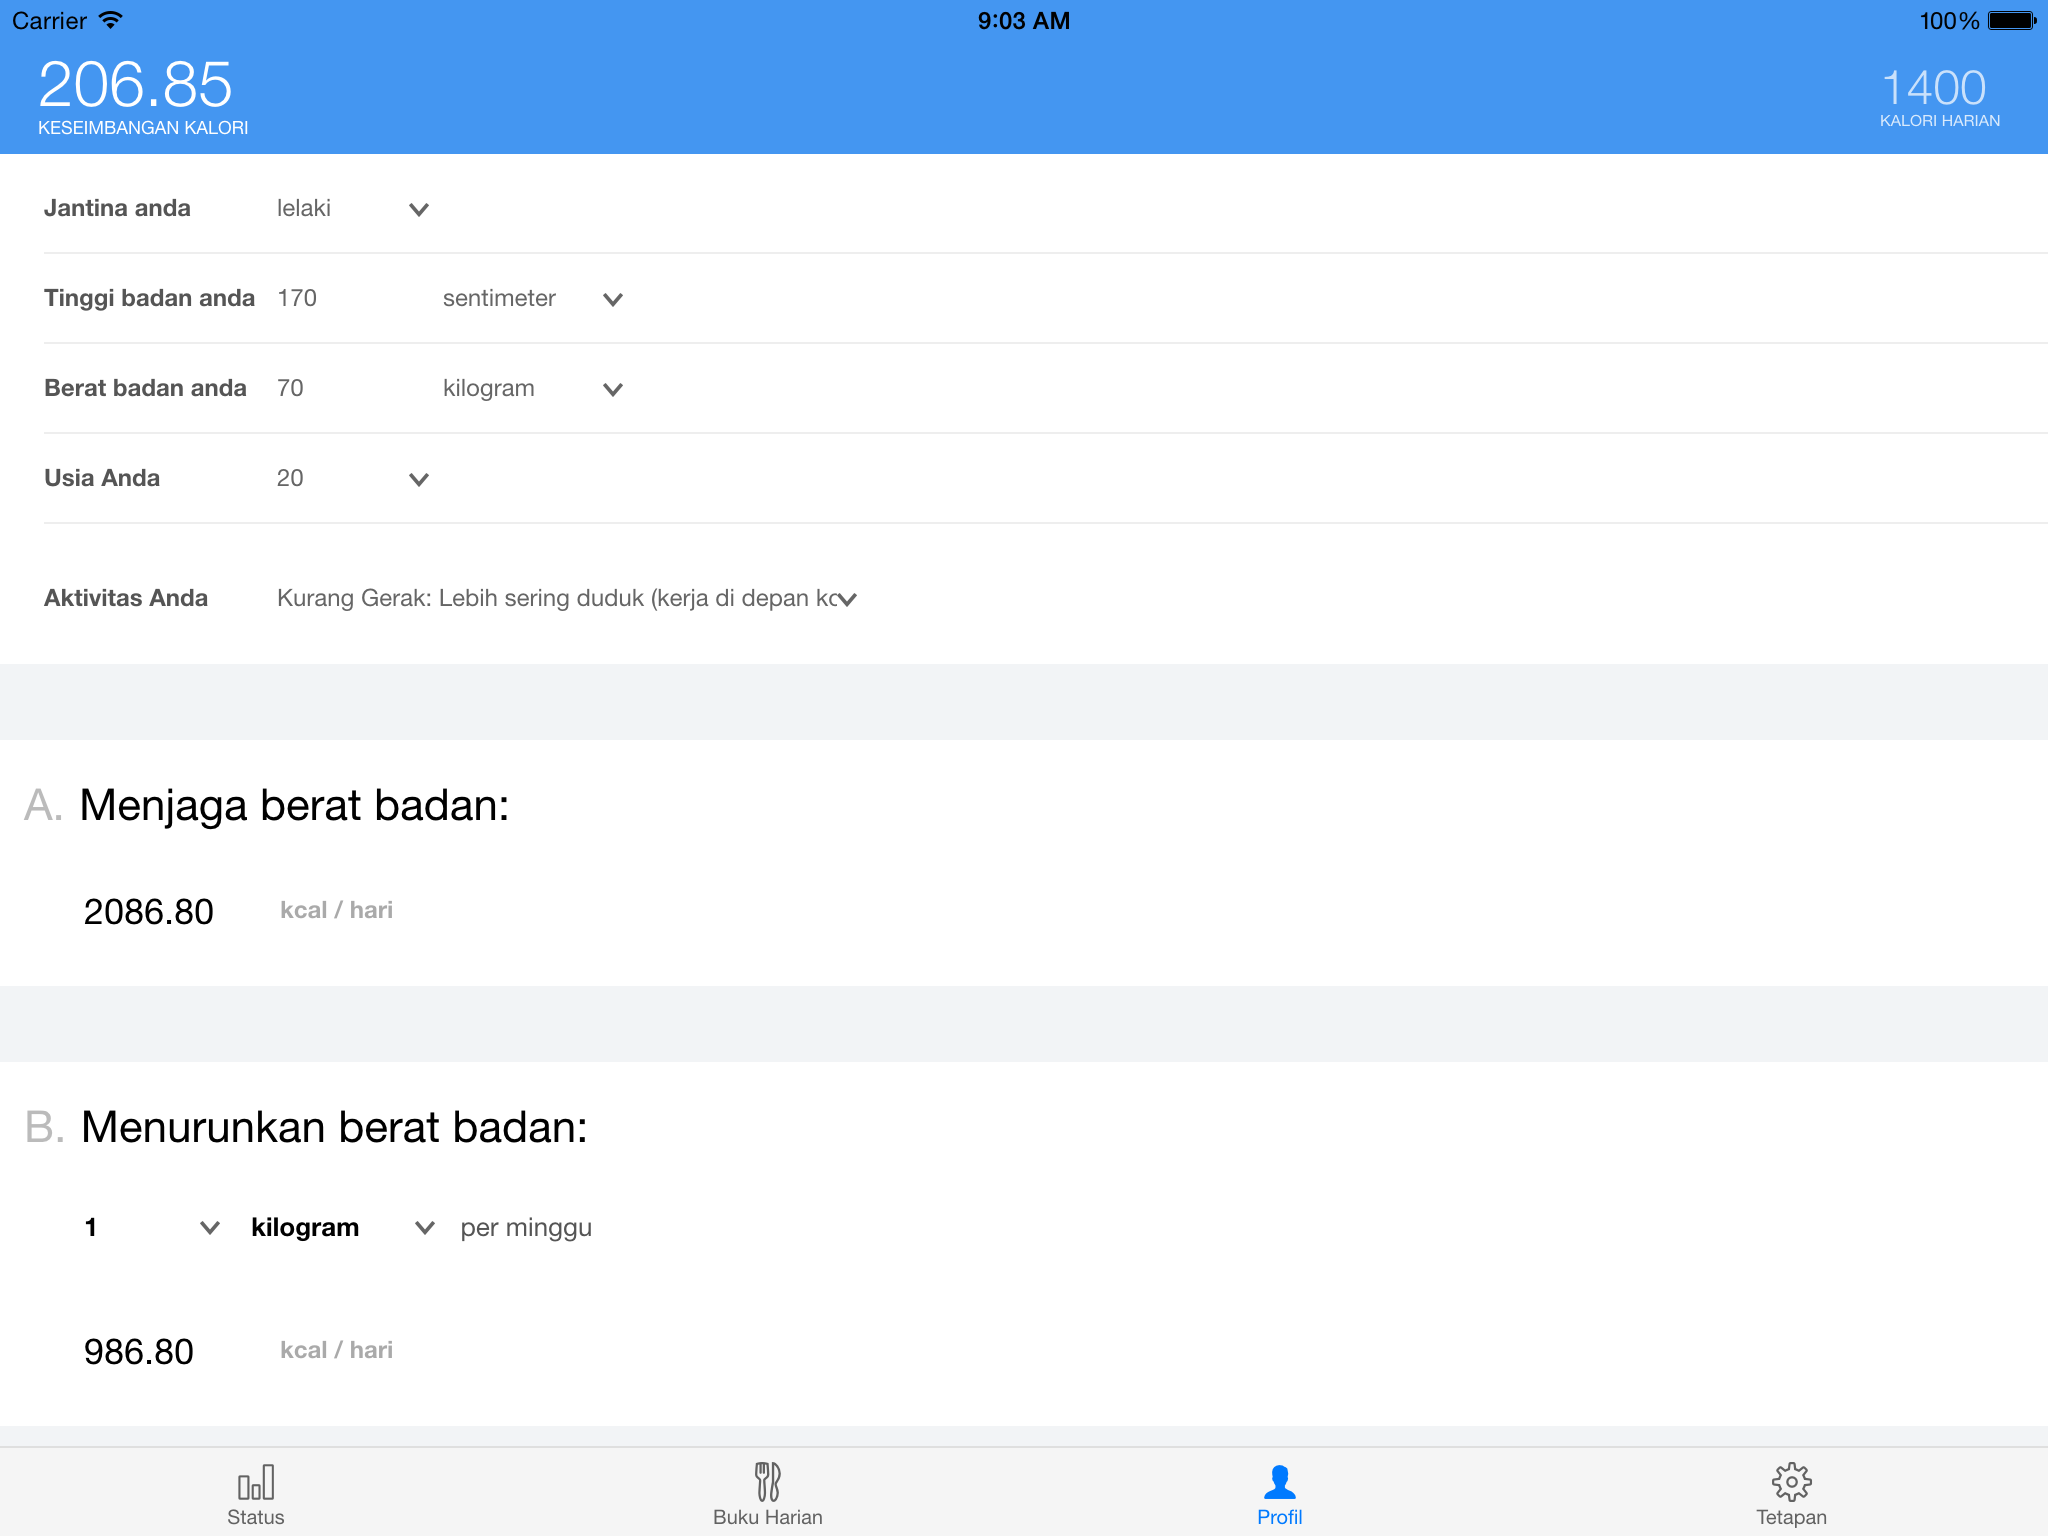 Carrier 9:03 AM 100%
206.85
KESEIMBANGAN KALORI
1400
KALORI HARIAN
Jantina anda lelaki
Tinggi badan anda 170 sentimeter
Berat badan anda 70 kilogram
Usia Anda 20
Aktivitas Anda Kurang Gerak: Lebih sering duduk (kerja di depan
A. Menjaga berat badan:
2086.80 kcal / hari
B. Menurunkan berat badan:
1 kilogram per minggu
986.80 kcal / hari
Status Buku Harian Profil Tetapan